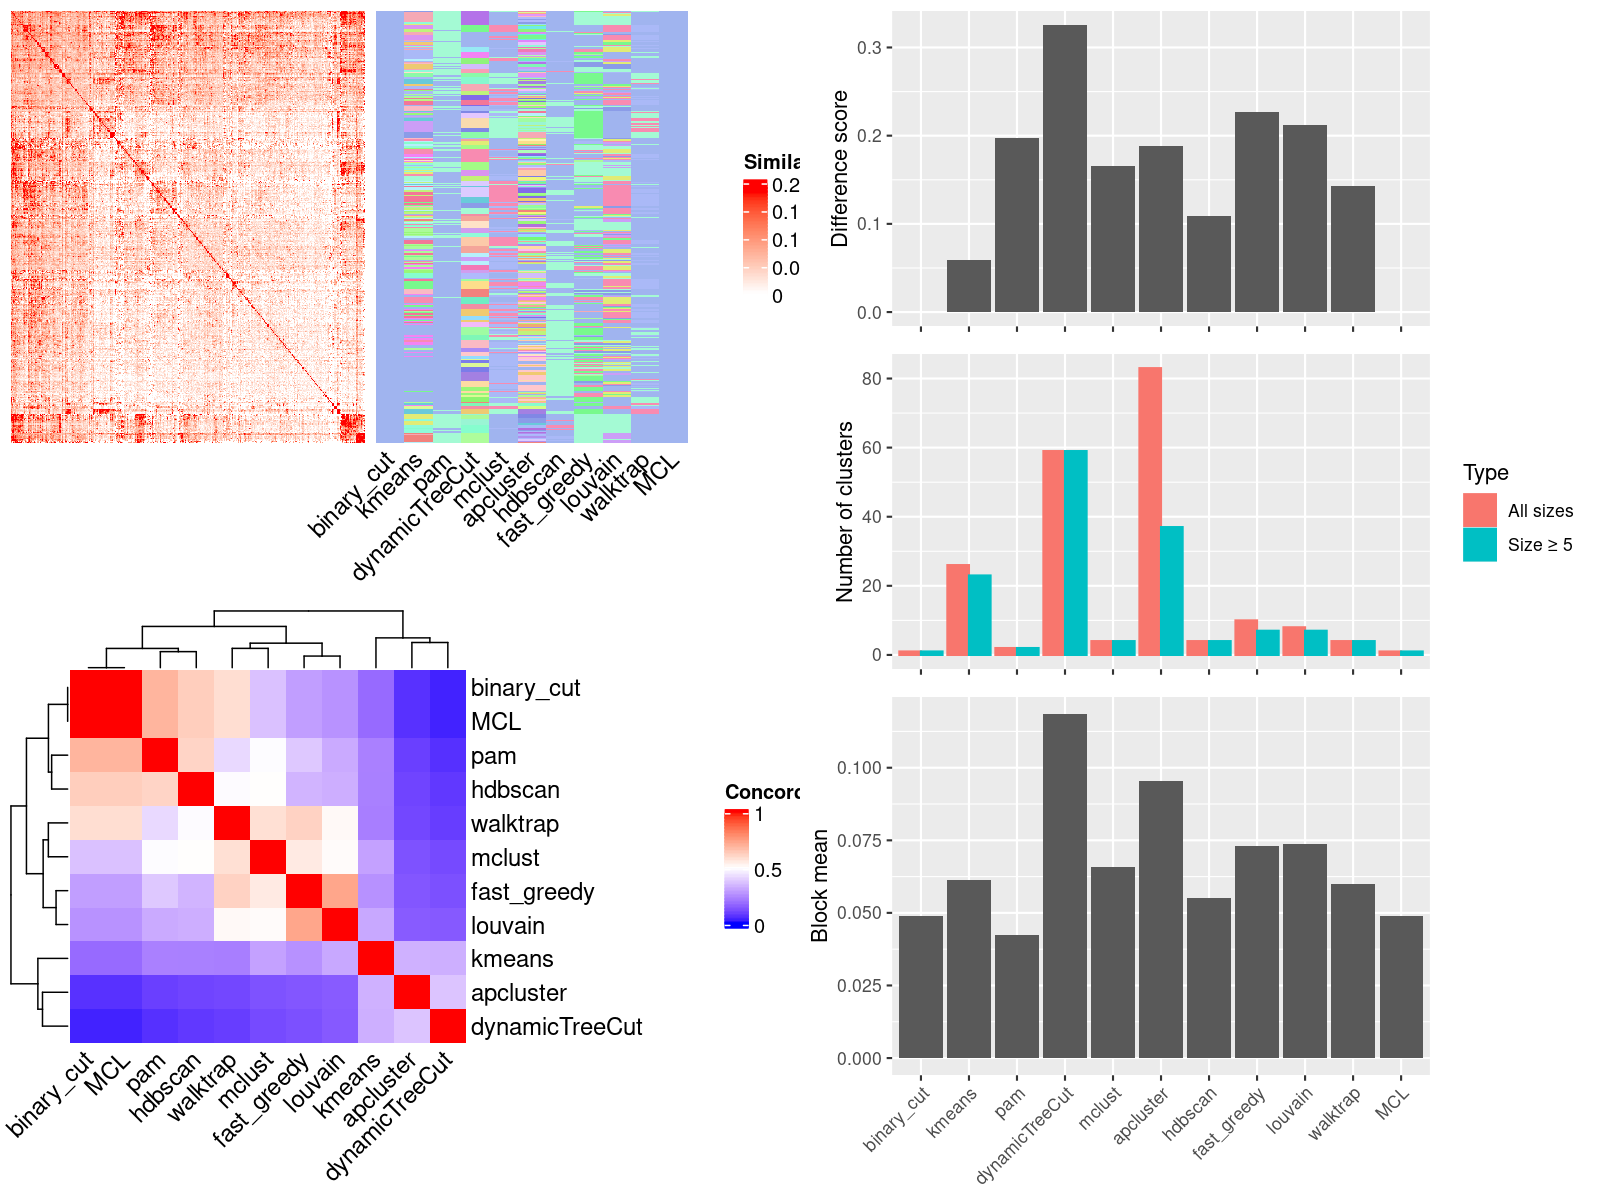 Simila
0.2
0.1
0.1
0.0
0
binary_cut
kmeans
pam
dynamicTreeCut
mclust
apcluster
hdbscan
fast_greedy
louvain
walktrap
MCL
binary_cut
MCL
pam
hdbscan
walktrap
mclust
fast_greedy
louvain
kmeans
apcluster
dynamicTreeCut
binary_cut
MCL
pam
hdbscan
walktrap
mclust
fast_greedy
louvain
kmeans
apcluster
dynamicTreeCut
Concord
1
0.5
0
Difference score
0.3
0.2
0.1
0.0
Number of clusters
80
60
40
20
0
Type
All sizes
Size ≥ 5
Block mean
0.100
0.075
0.050
0.025
0.000
binary_cut
kmeans
pam
dynamicTreeCut
mclust
apcluster
hdbscan
fast_greedy
louvain
walktrap
MCL